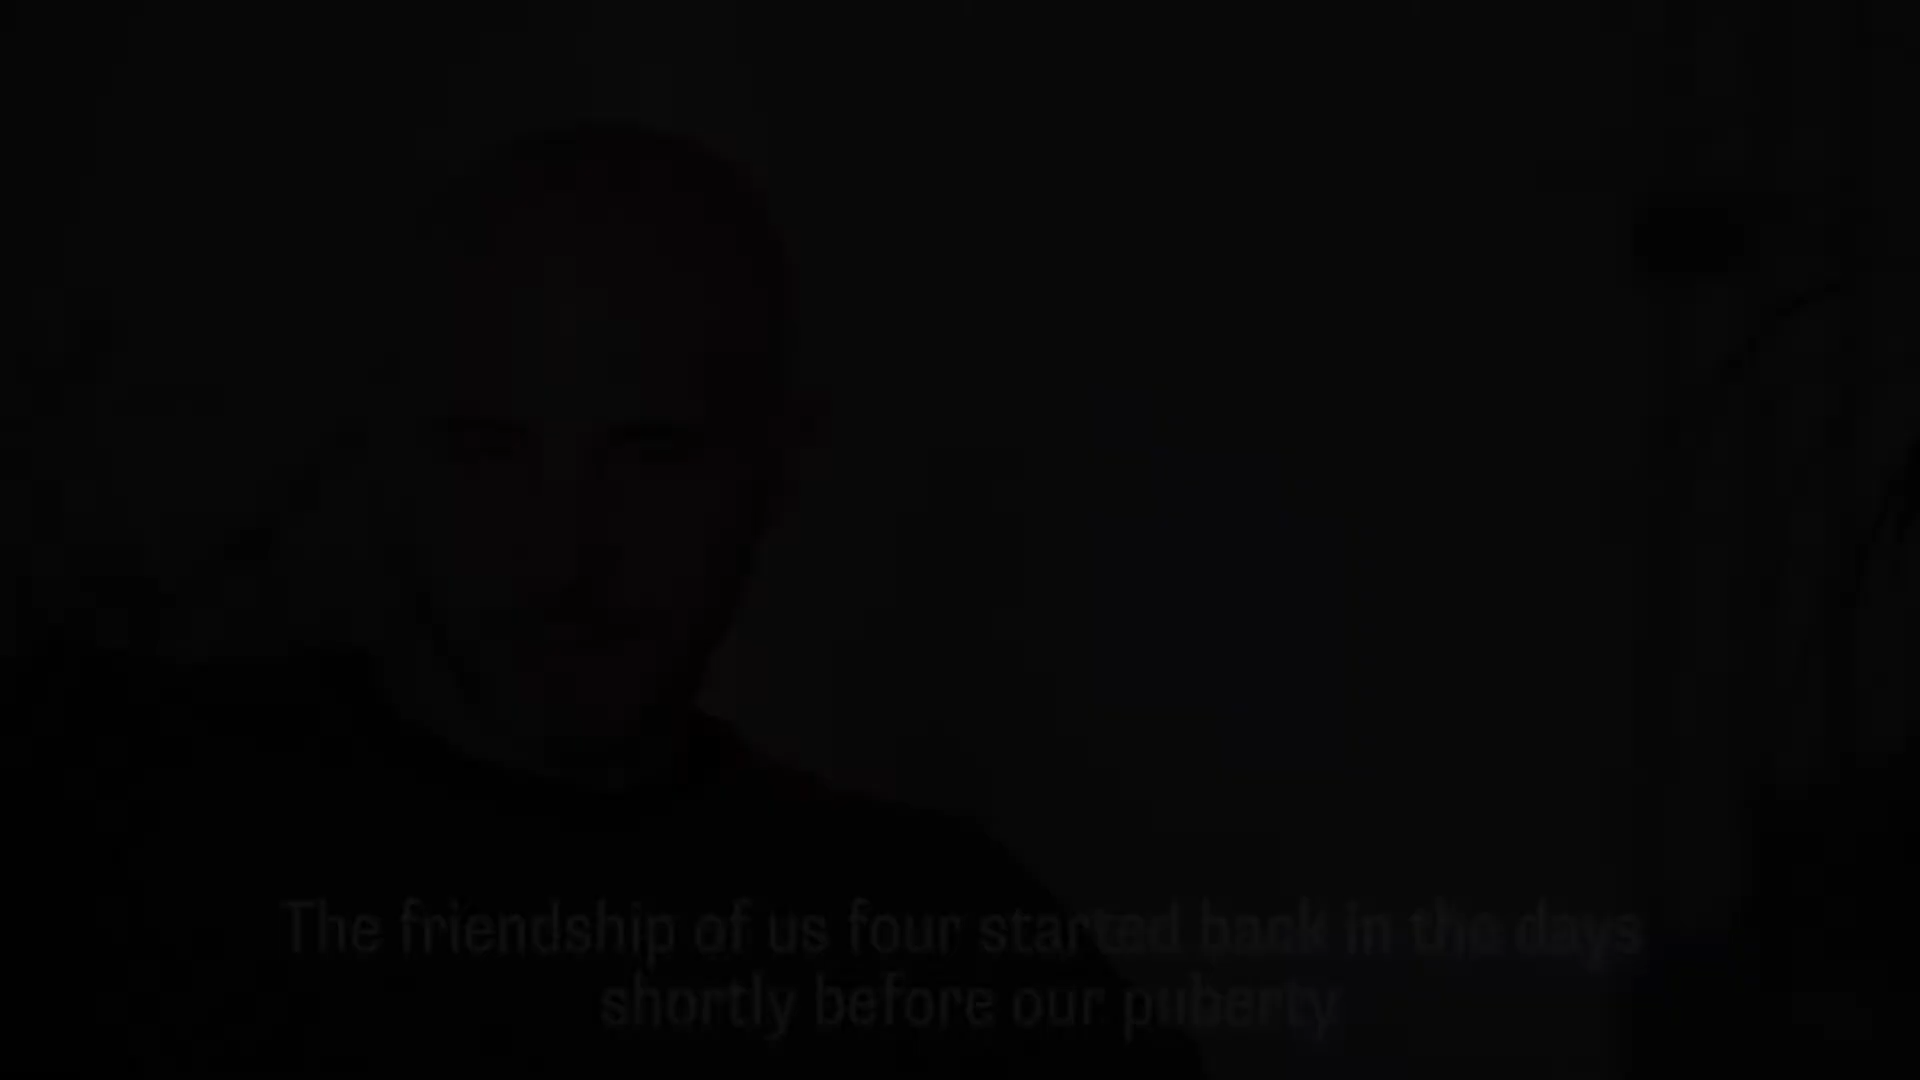 The friendship of us four started back in the days
shortly before our puberty